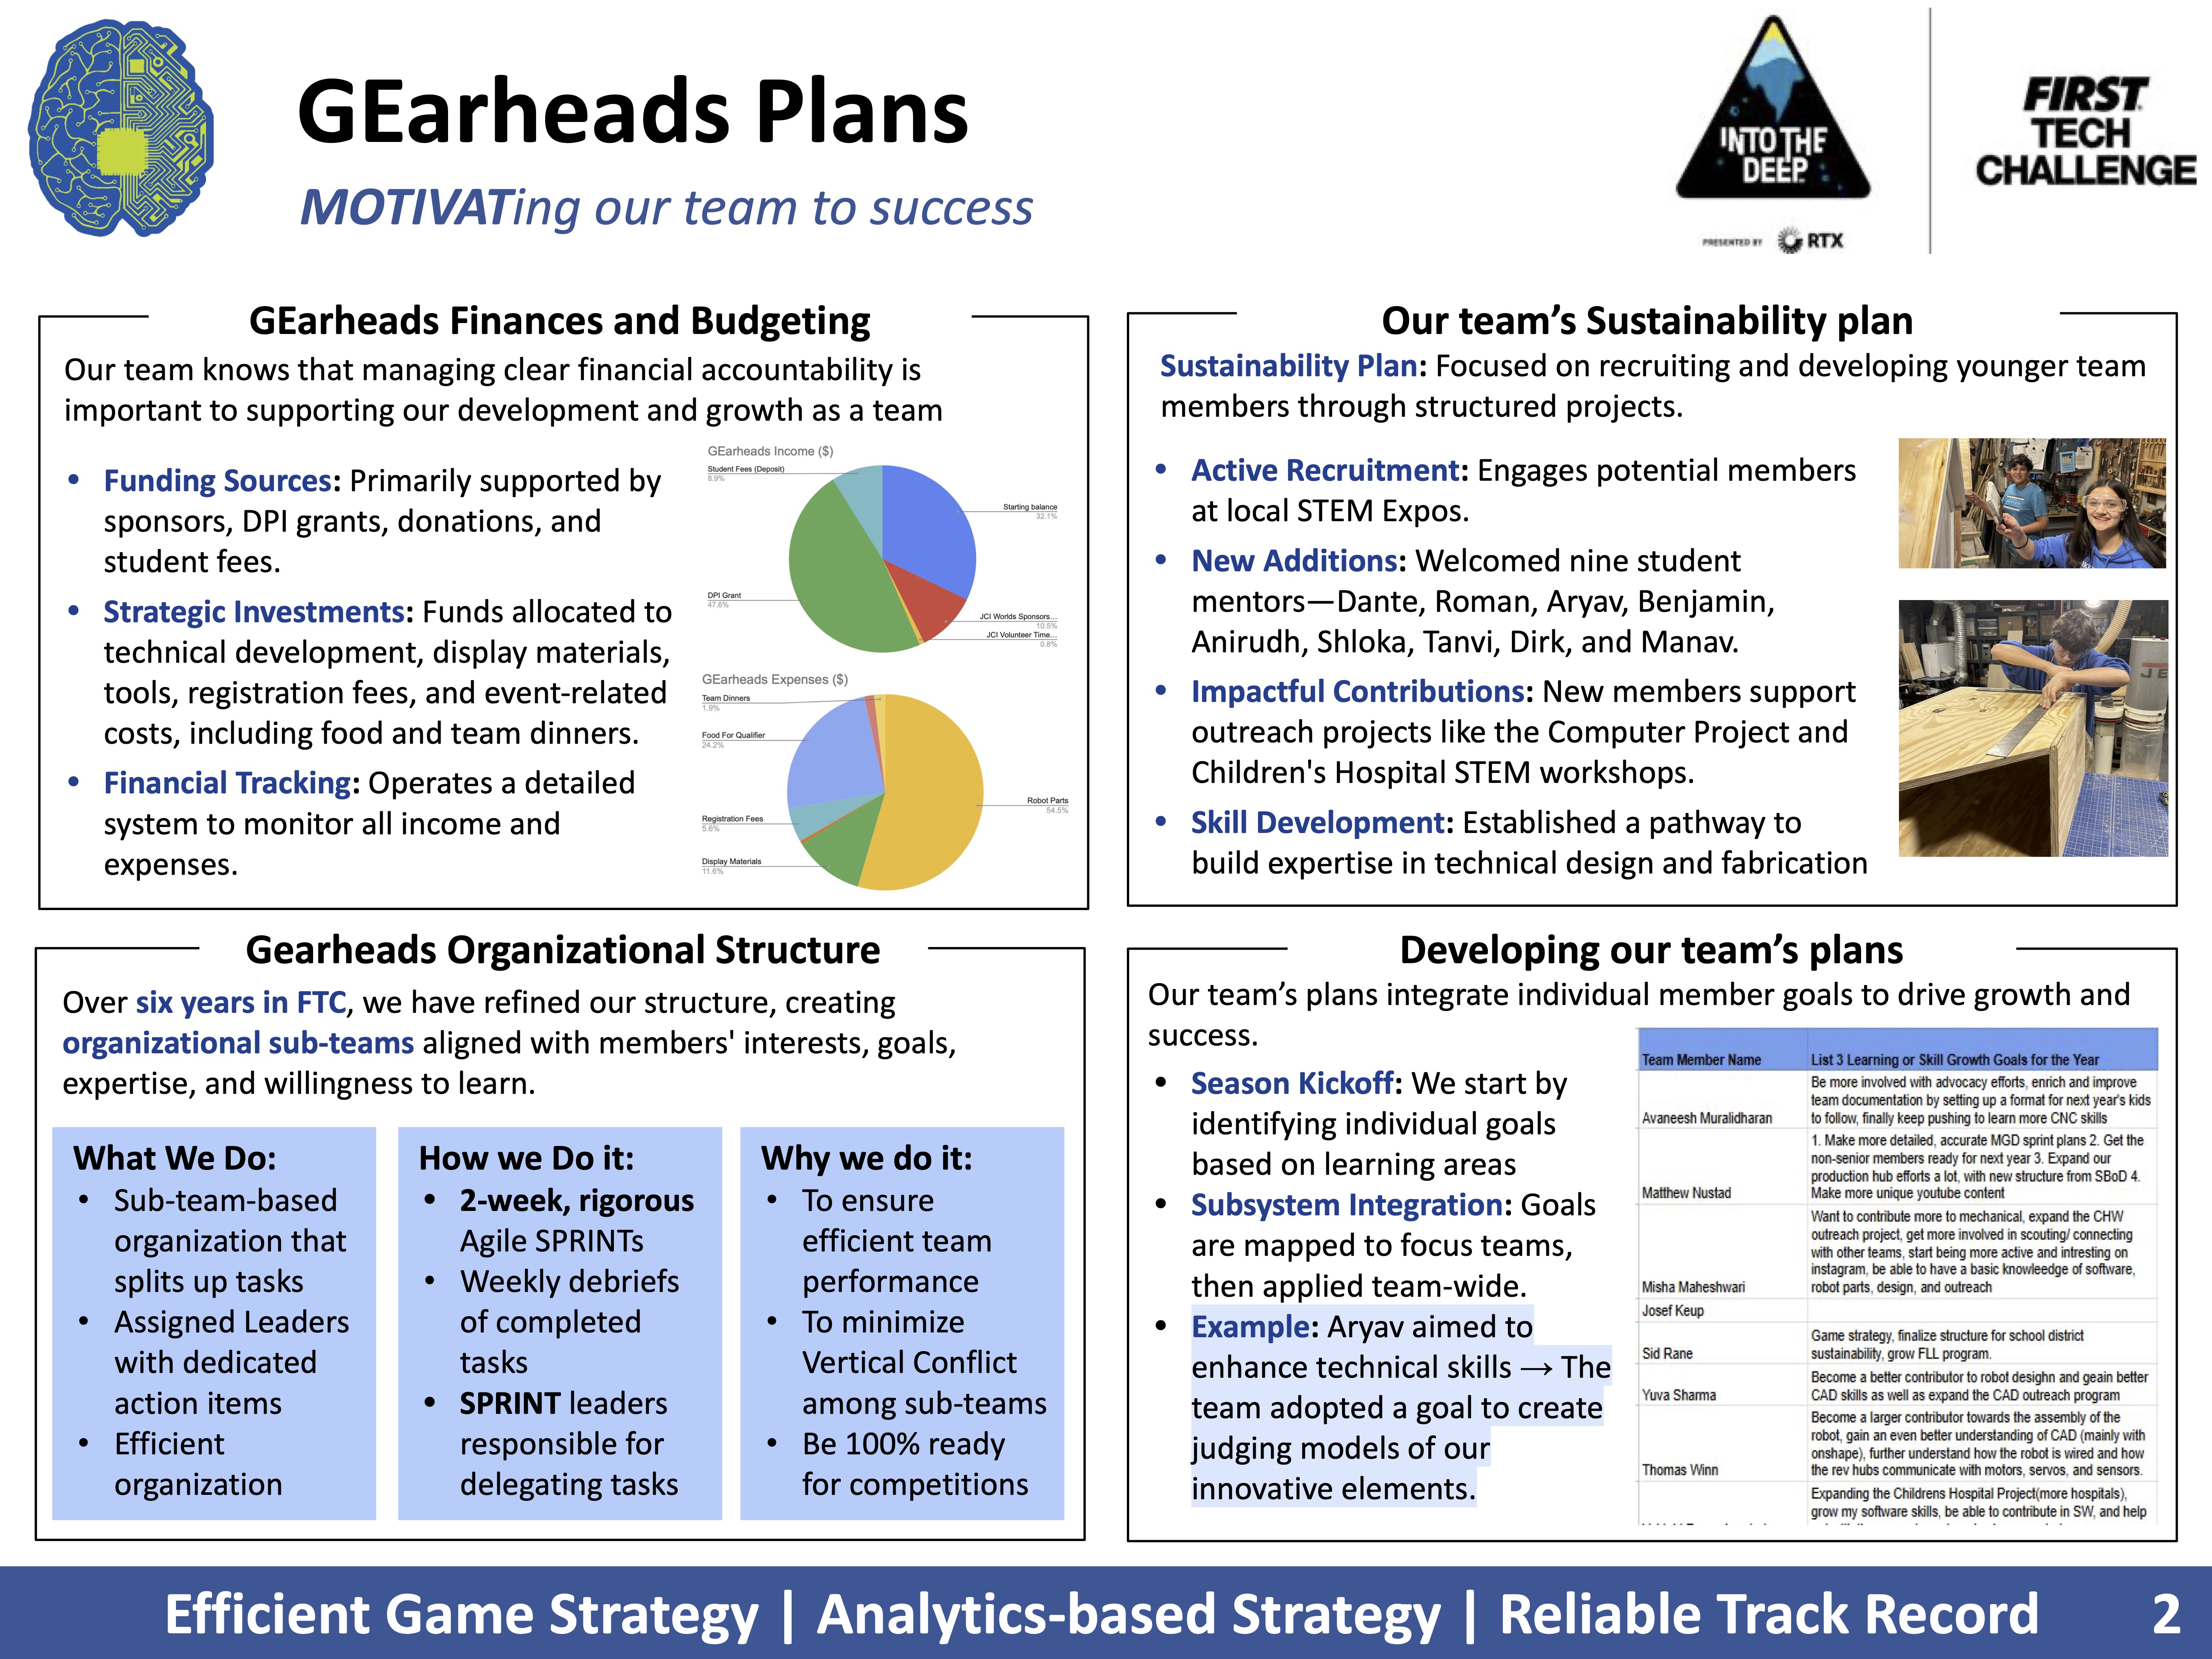 GEarheads Plans
MOTIVATing our team to success
INTO THE
DEEP
PRESENTED BY RTX
FIRST
TECH
CHALLENGE
GEarheads Finances and Budgeting
Our team knows that managing clear financial accountability is
important to supporting our development and growth as a team
• Funding Sources: Primarily supported by
sponsors, DPI grants, donations, and
student fees.
• Strategic Investments: Funds allocated to
technical development, display materials,
tools, registration fees, and event-related
costs, including food and team dinners.
• Financial Tracking: Operates a detailed
system to monitor all income and
expenses.
GEarheads Income ($)
Student Fees (Deposit)
8.9%
Starting balance
32.1%
DPI Grant
47.6%
JCI Worlds Sponsors...
10.5%
JCI Volunteer Time...
0.8%
GEarheads Expenses ($)
Team Dinners
1.9%
Food For Qualifier
24.2%
Robot Parts
54.5%
Registration Fees
5.6%
Display Materials
11.6%
Our team's Sustainability plan
Sustainability Plan: Focused on recruiting and developing younger team
members through structured projects.
• Active Recruitment: Engages potential members
at local STEM Expos.
• New Additions: Welcomed nine student
mentors—Dante, Roman, Aryav, Benjamin,
Anirudh, Shloka, Tanvi, Dirk, and Manav.
• Impactful Contributions: New members support
outreach projects like the Computer Project and
Children's Hospital STEM workshops.
• Skill Development: Established a pathway to
build expertise in technical design and fabrication
Gearheads Organizational Structure
Over six years in FTC, we have refined our structure, creating
organizational sub-teams aligned with members' interests, goals,
expertise, and willingness to learn.
What We Do:
• Sub-team-based
organization that
splits up tasks
• Assigned Leaders
with dedicated
action items
• Efficient
organization
How we Do it:
• 2-week, rigorous
Agile SPRINTs
• Weekly debriefs
of completed
tasks
• SPRINT leaders
responsible for
delegating tasks
Why we do it:
• To ensure
efficient team
performance
• To minimize
Vertical Conflict
among sub-teams
• Be 100% ready
for competitions
Developing our team's plans
Our team's plans integrate individual member goals to drive growth and
success.
• Season Kickoff: We start by
identifying individual goals
based on learning areas
• Subsystem Integration: Goals
are mapped to focus teams,
then applied team-wide.
• Example: Aryav aimed to
enhance technical skills → The
team adopted a goal to create
judging models of our
innovative elements.
Team Member Name List 3 Learning or Skill Growth Goals for the Year
Be more involved with advocacy efforts, enrich and improve
team documentation by setting up a format for next year's kids
Avaneesh Muralidharan to follow, finally keep pushing to learn more CNC skills
1. Make more detailed, accurate MGD sprint plans 2. Get the
non-senior members ready for next year 3. Expand our
production hub efforts a lot, with new structure from SBoD 4.
Matthew Nustad Make more unique youtube content
Want to contribute more to mechanical, expand the CHW
outreach project, get more involved in scouting/ connecting
with other teams, start being more active and intresting on
instagram, be able to have a basic knowledge of software,
Misha Maheshwari robot parts, design, and outreach
Josef Keup
Game strategy, finalize structure for school district
Sid Rane sustainability, grow FLL program.
Become a better contributor to robot desighn and geain better
Yuva Sharma CAD skills as well as expand the CAD outreach program
Become a larger contributor towards the assembly of the
robot, gain an even better understanding of CAD (mainly with
onshape), further understand how the robot is wired and how
Thomas Winn the rev hubs communicate with motors, servos, and sensors.
Expanding the Childrens Hospital Project(more hospitals),
grow my software skills, be able to contribute in SW, and help
Efficient Game Strategy | Analytics-based Strategy | Reliable Track Record 2